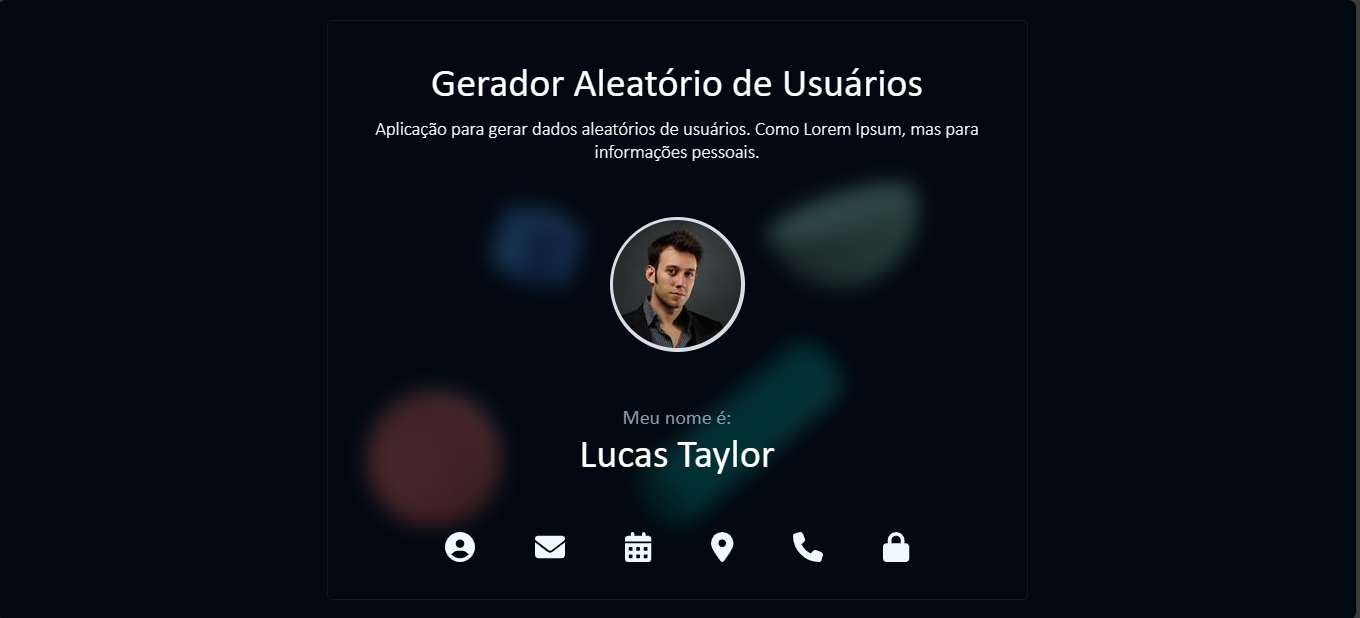 Gerador Aleatório de Usuários
Aplicação para gerar dados aleatórios de usuários. Como Lorem Ipsum, mas para
informações pessoais.
Meu nome é:
Lucas Taylor